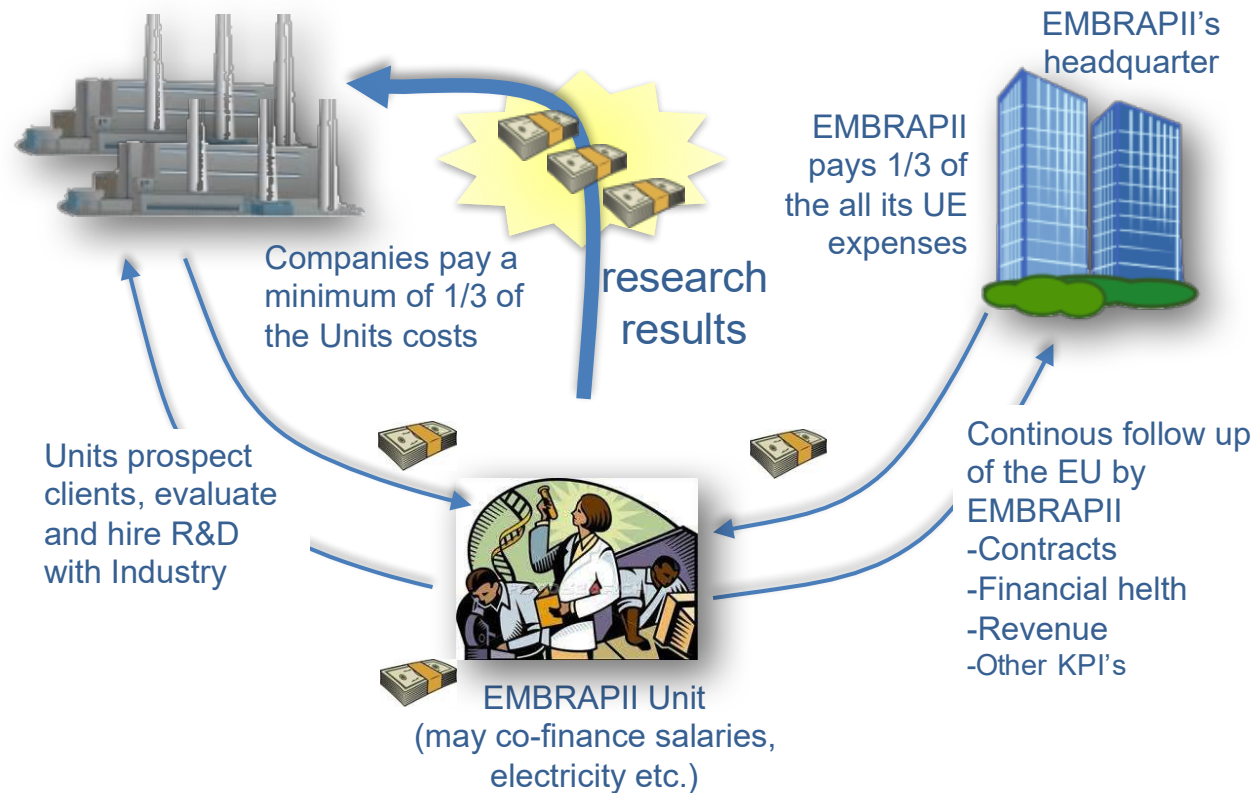 EMBRAPII's
headquarter
EMBRAPII
pays 1/3 of
the all its UE
expenses
Companies pay a
minimum of 1/3 of
the Units costs
research
results
Units prospect
clients, evaluate
and hire R&D
with Industry
Continous follow up
of the EU by
EMBRAPII
-Contracts
-Financial helth
-Revenue
-Other KPI's
EMBRAPII Unit
(may co-finance salaries,
electricity etc.)